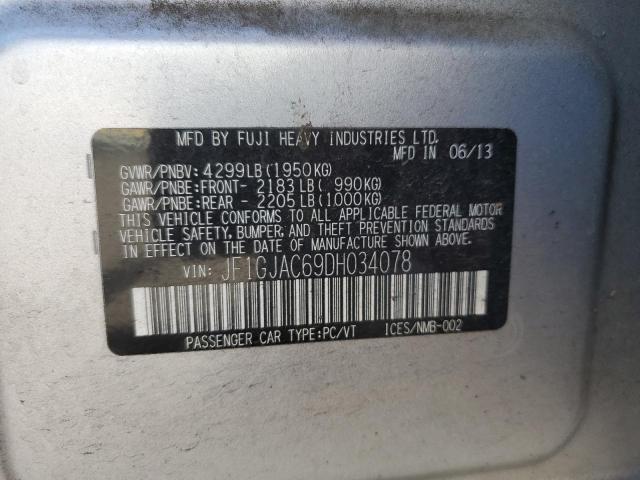 MFD BY FUJI HEAVY INDUSTRIES LTD.
MFD IN 06/13
GVWR/PNBV: 4299LB(1950KG)
GAWR/PNBE:FRONT- 2183LB( 990KG)
GAWR/PNBE:REAR - 2205LB(1000KG)
THIS VEHICLE CONFORMS TO ALL APPLICABLE FEDERAL MOTOR
VEHICLE SAFETY, BUMPER, AND THEFT PREVENTION STANDARDS
IN EFFECT ON THE DATE OF MANUFACTURE SHOWN ABOVE.
VIN: JF1GJAC69DH034078
PASSENGER CAR TYPE:PC/VT ICES/NMB-002